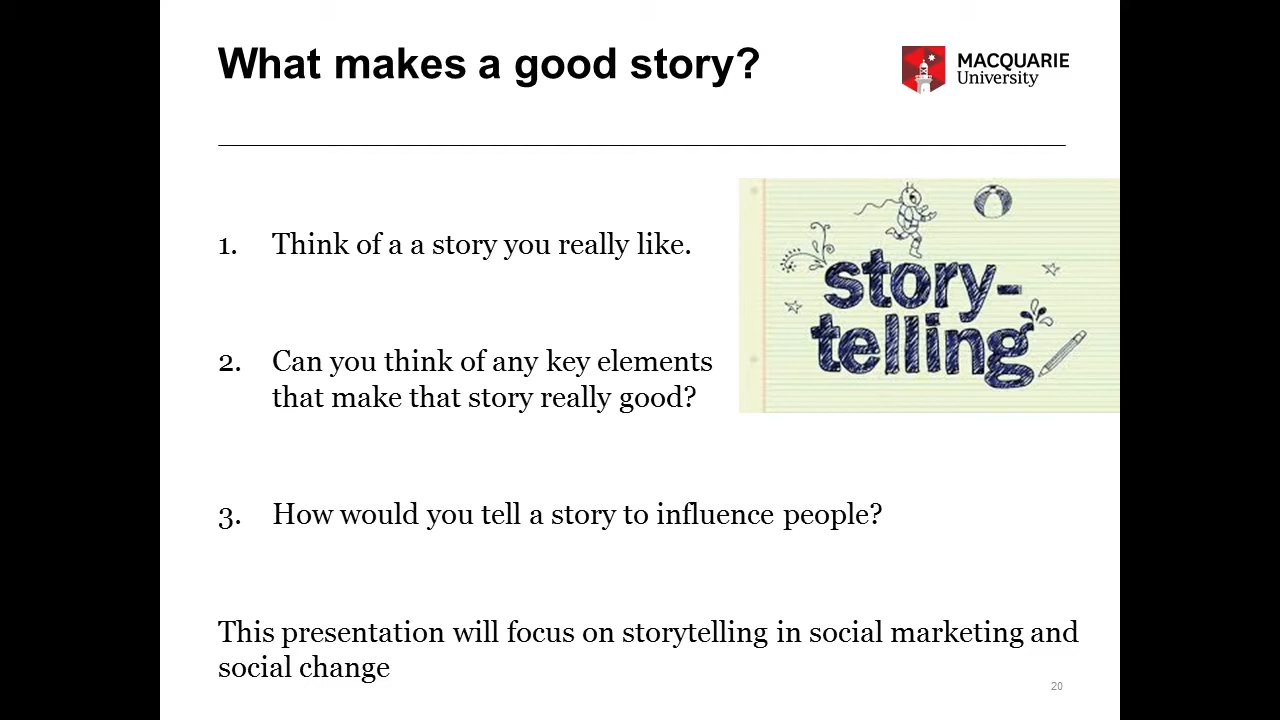 What makes a good story?
MACQUARIE
University
1. Think of a a story you really like.
story-
telling
2. Can you think of any key elements
that make that story really good?
3. How would you tell a story to influence people?
This presentation will focus on storytelling in social marketing and
social change
20